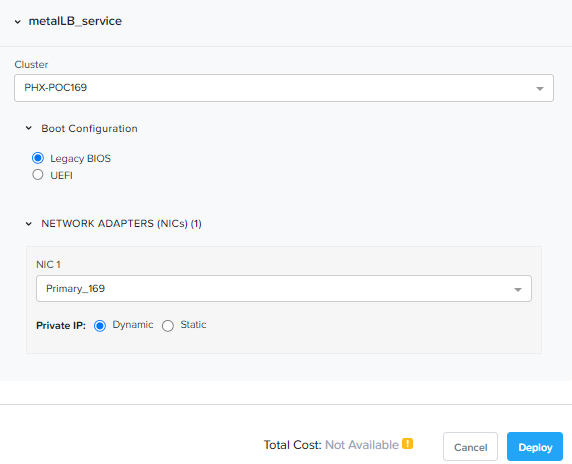 metalLB_service
Cluster
PHX-POC169
Boot Configuration
Legacy BIOS
UEFI
NETWORK ADAPTERS (NICs) (1)
NIC 1
Primary_169
Private IP: Dynamic Static
Total Cost: Not Available ! Cancel Deploy